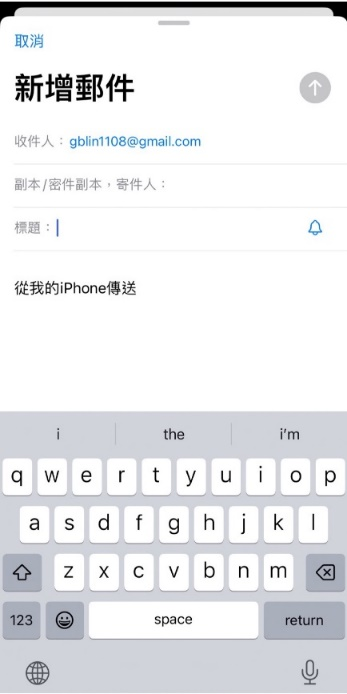 取消
新增郵件
收件人：gblin1108@gmail.com
副本/密件副本，寄件人：
標題：
從我的iPhone傳送
i the i'm
q w e r t y u i o p
a s d f g h j k l
z x c v b n m
123 space return